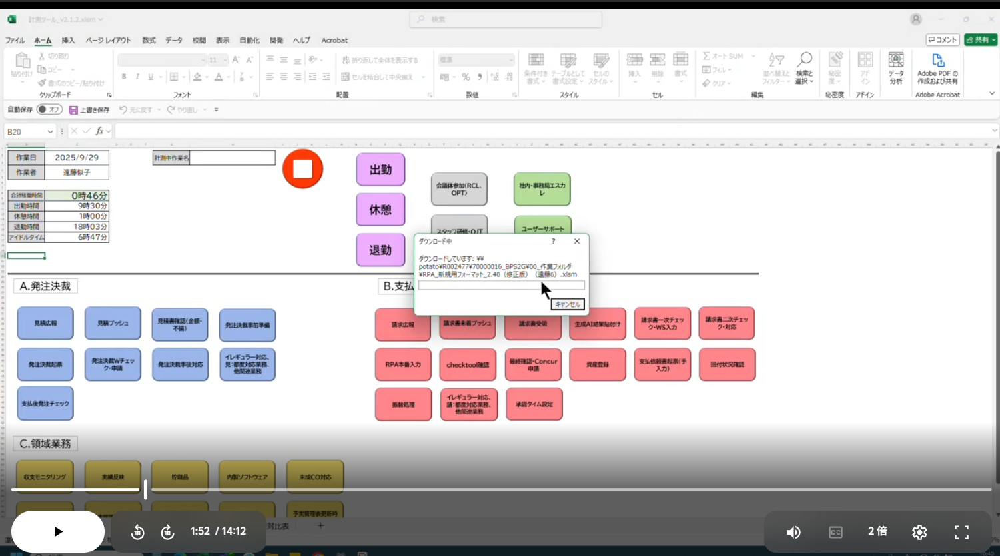 計測ツール_v2.1.2.xlsm
検索
ファイル ホーム 挿入 ページ レイアウト 数式 データ 校閲 表示 自動化 開発 ヘルプ Acrobat
コメント 共有
貼り付け
切り取り
コピー
書式のコピー/貼り付け
クリップボード
11
B I U
フォント
折り返して全体を表示する
セルを結合して中央揃え
配置
標準
数値
条件付き書式
テーブルとして書式設定
セルのスタイル
スタイル
挿入 削除 書式
セル
オート SUM
フィル
クリア
並べ替えとフィルター
検索と選択
編集
秘密度
秘密度
アドイン
アドイン
データ分析
Adobe PDF の作成および共有
Adobe Acrobat
自動保存 オフ 上書き保存 元に戻す やり直し
B20
fx
作業日 2025/9/29
作業者 遠藤似子
計測中作業名
合計稼働時間 0時46分
出勤時間 9時30分
休憩時間 1時00分
退勤時間 18時03分
アイドルタイム 6時47分
出勤
休憩
退勤
会議体参加(RCL、
OPT)
社内・事務局エスカ
レ
スタッフ研修・OJT
ユーザーサポート
ダウンロード中
? ×
ダウンロードしています: ¥¥
potato¥R002477¥70000016_BPS2G¥00_作業フォルダ
¥RPA_新規用フォーマット_2.40（修正版）（遠藤6）.xlsm
キャンセル
A.発注決裁
見積広報
見積プッシュ
見積書確認(金額・
不備)
発注決裁事前準備
発注決裁起票
発注決裁Wチェッ
ク・申請
発注決裁事後対応
イレギュラー対応、
見:都度対応業務、
他関連業務
支払後発注チェック
B.支払
請求広報
請求書未着プッシュ
請求書受領
生成AI結果貼付け
請求書一次チェッ
ク・WS入力
請求書二次チェッ
ク・対応
RPA本番入力
checktool確認
最終確認・Concur
申請
資産登録
支払依頼書起票(手
入力)
回付状況確認
振替処理
イレギュラー対応、
請:都度対応業務、
他関連業務
承認タイム設定
C.領域業務
収支モニタリング
実績反映
貯蔵品
内製ソフトウェア
未成CO対応
予実管理表更新時
対比表
1:52 / 14:12
CC
2 倍